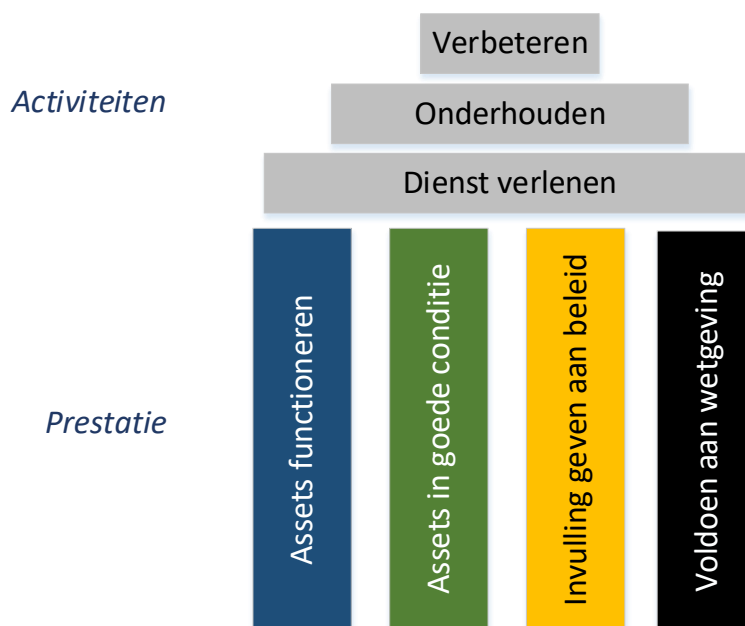 Verbeteren
Activiteiten
Onderhouden
Dienst verlenen
Prestatie
Assets functioneren
Assets in goede conditie
Invulling geven aan beleid
Voldoen aan wetgeving